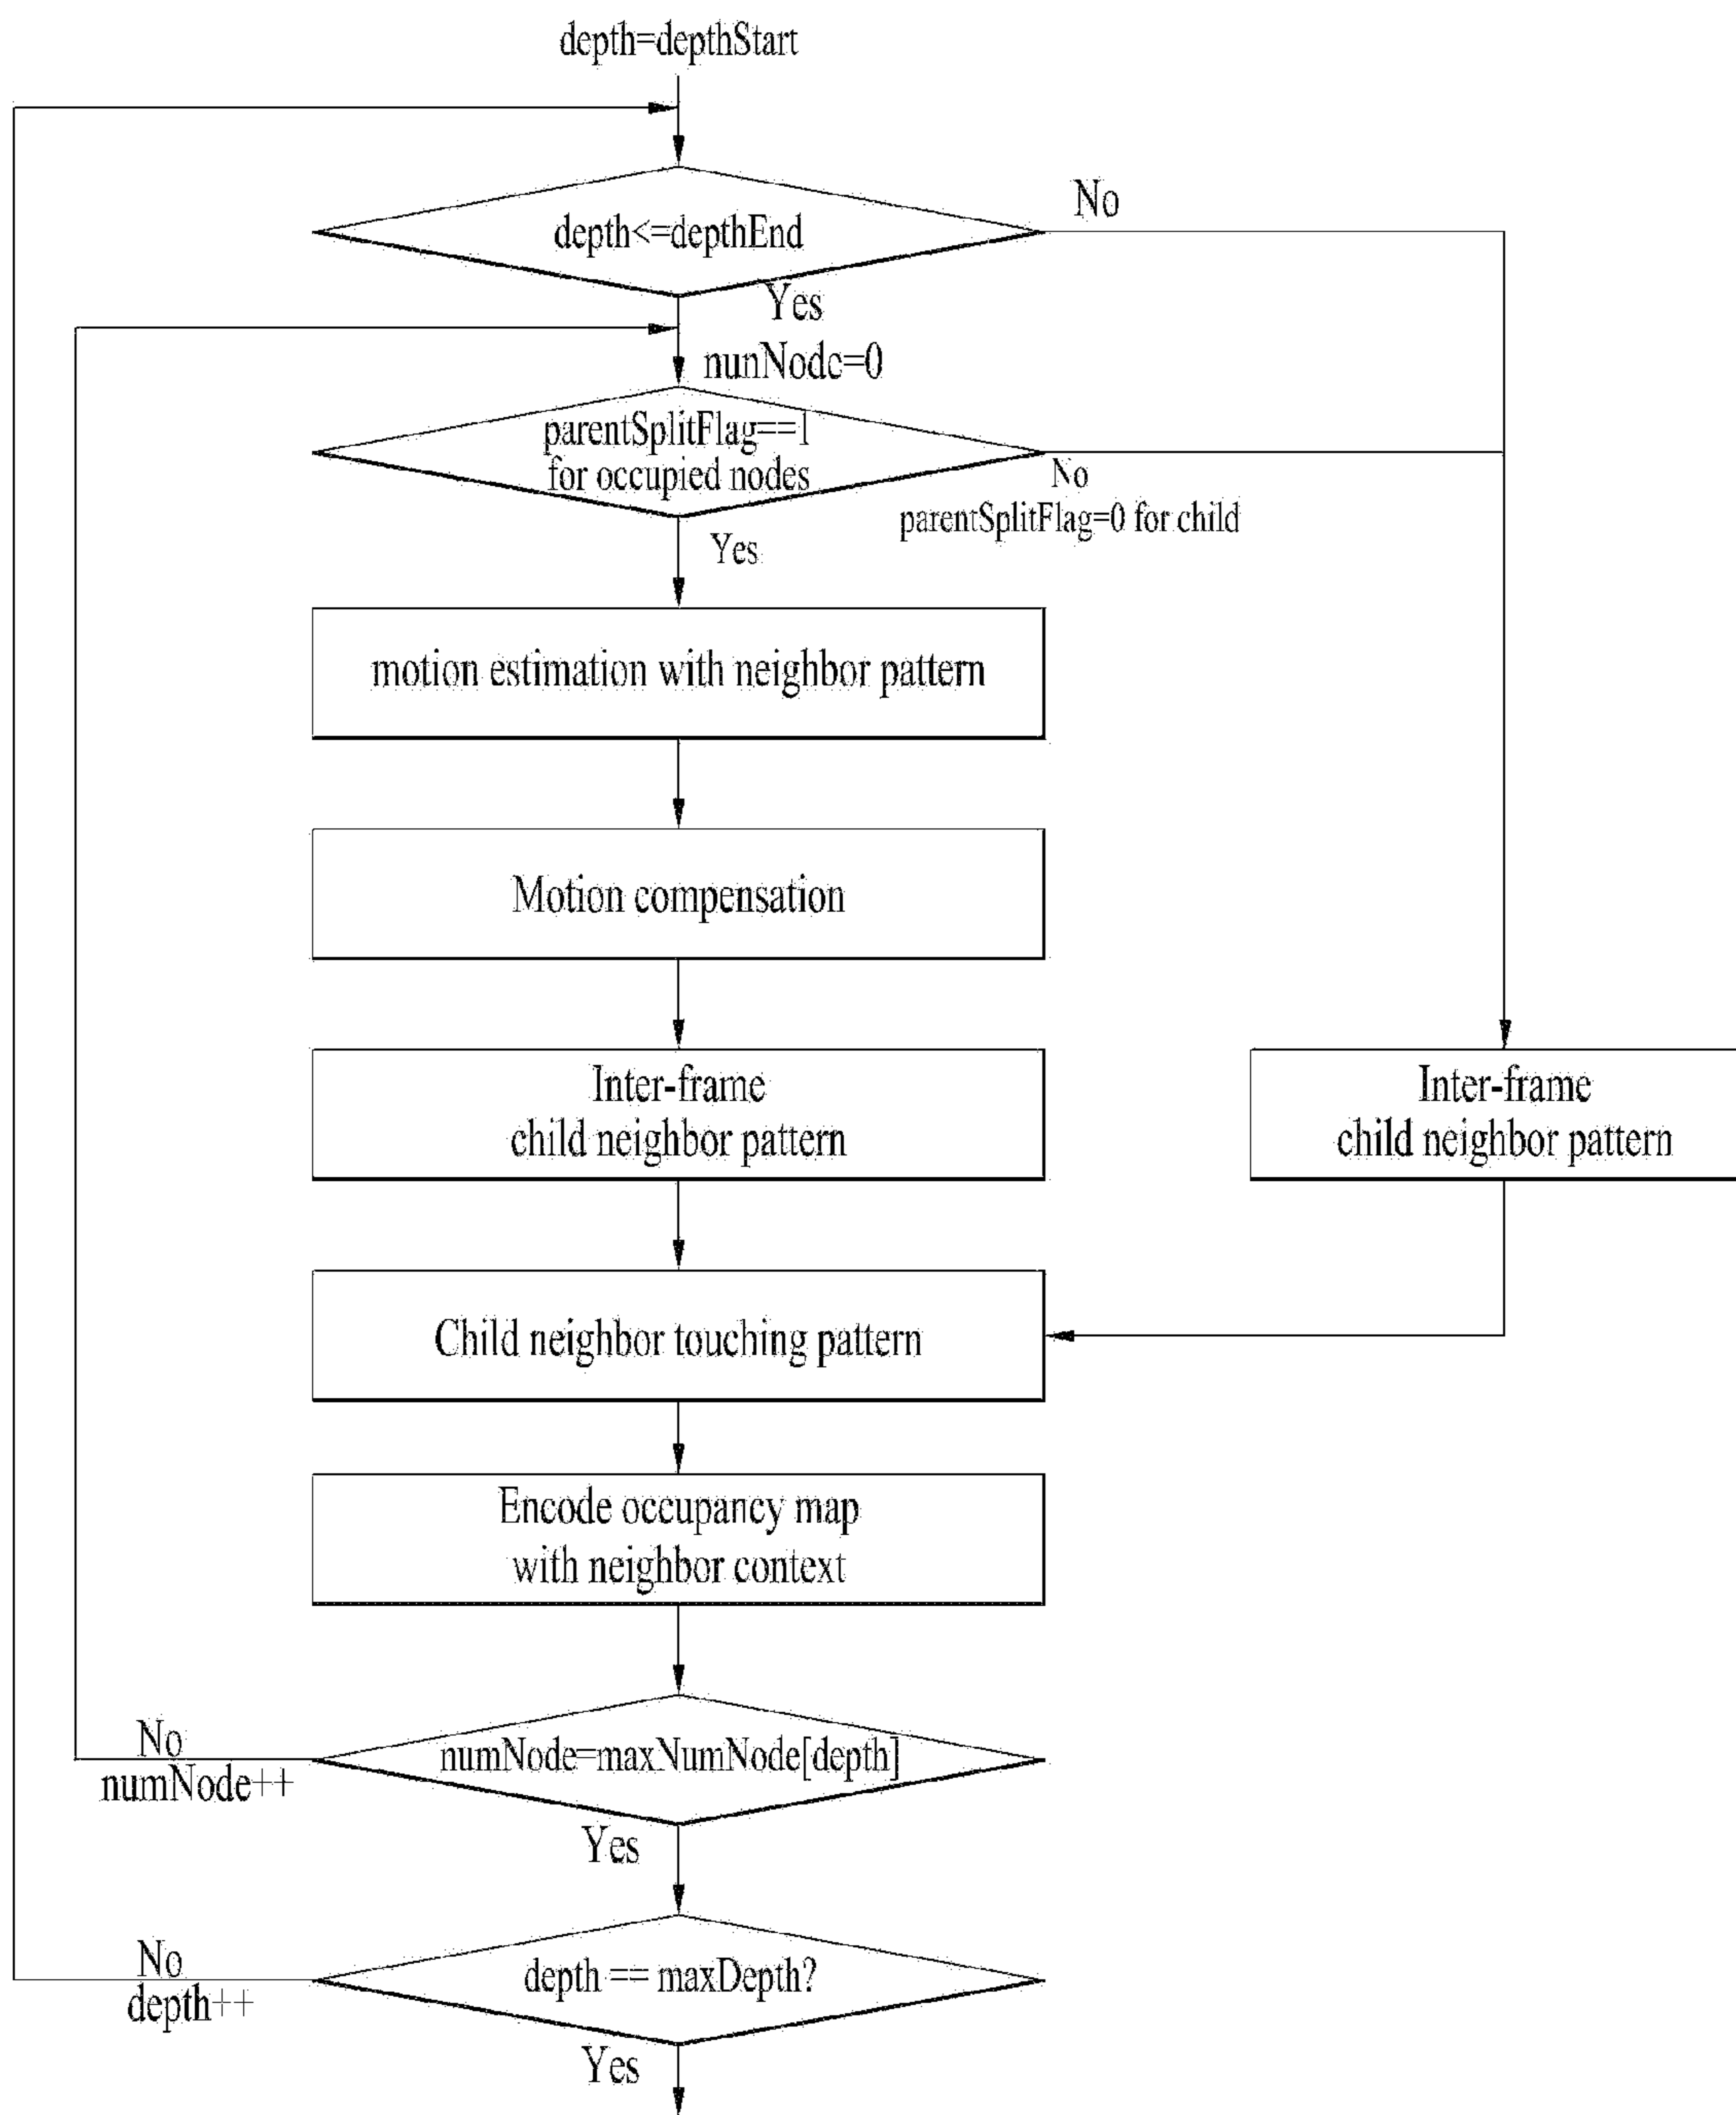 depth=depthStart
depth<=depthEnd
No
Yes
nunNode=0
parentSplitFlag==1
for occupied nodes
No
parentSplitFlag=0 for child
Yes
motion estimation with neighbor pattern
Motion compensation
Inter-frame
child neighbor pattern
Inter-frame
child neighbor pattern
Child neighbor touching pattern
Encode occupancy map
with neighbor context
numNode=maxNumNode[depth]
No
numNode++
Yes
depth == maxDepth?
No
depth++
Yes